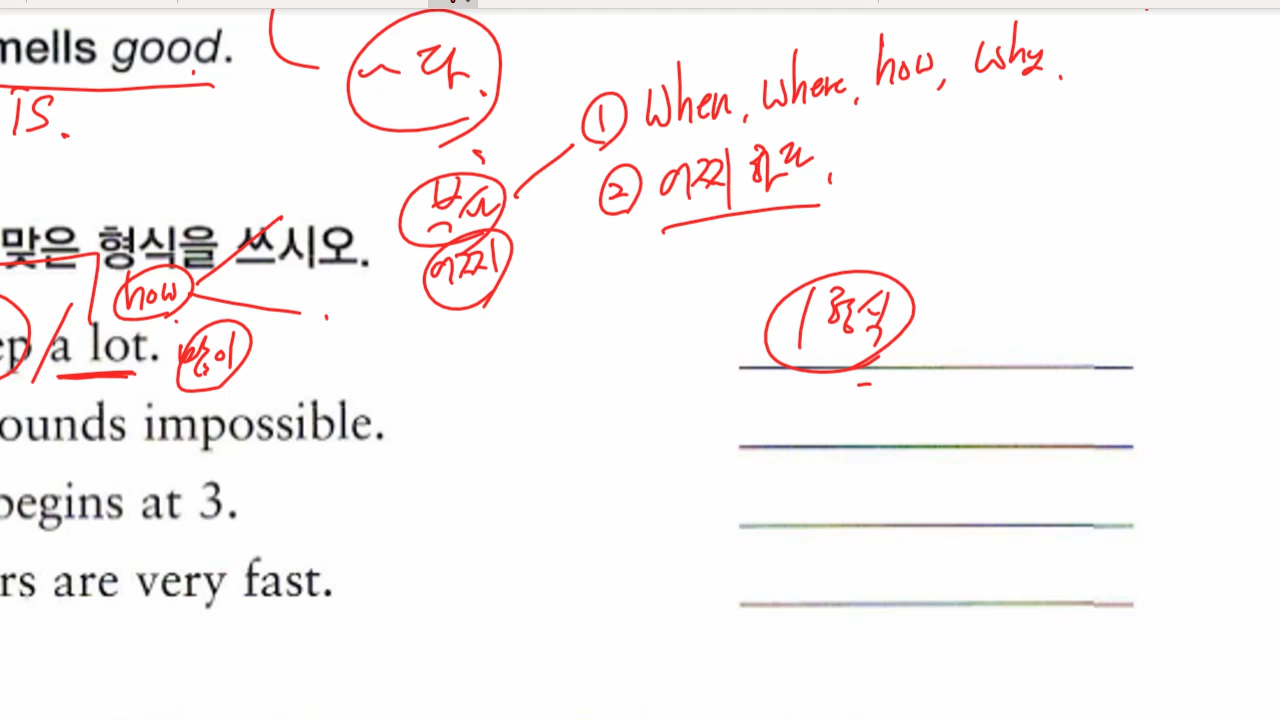 mells good.
~ 다.
① When, where, how, why.
IS.
② 어찌
부사
맞은 형식을 쓰시오.
어찌
how
1형식
ep a lot.
많이
ounds impossible.
begins at 3.
rs are very fast.